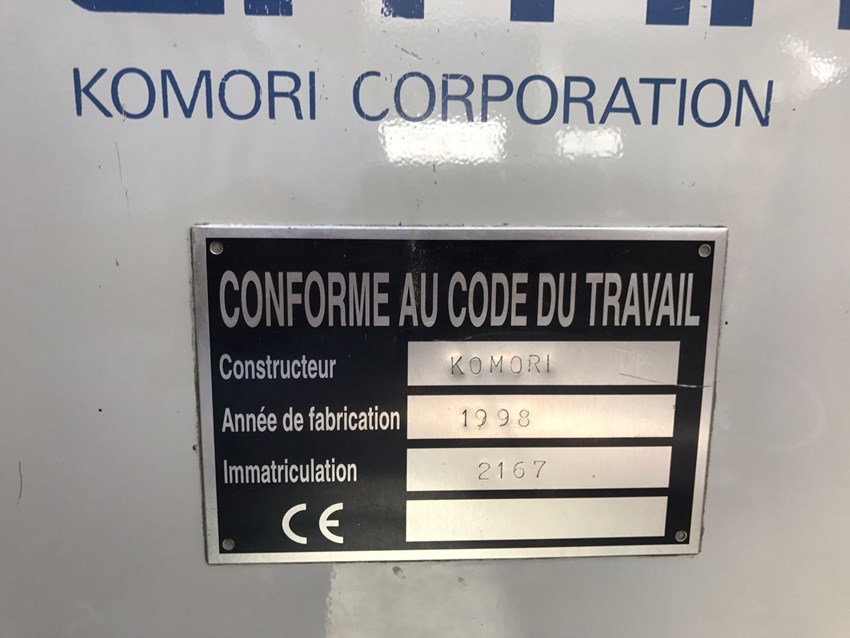 KOMORI CORPORATION
CONFORME AU CODE DU TRAVAIL
Constructeur KOMORI
Année de fabrication 1998
Immatriculation 2167
CE